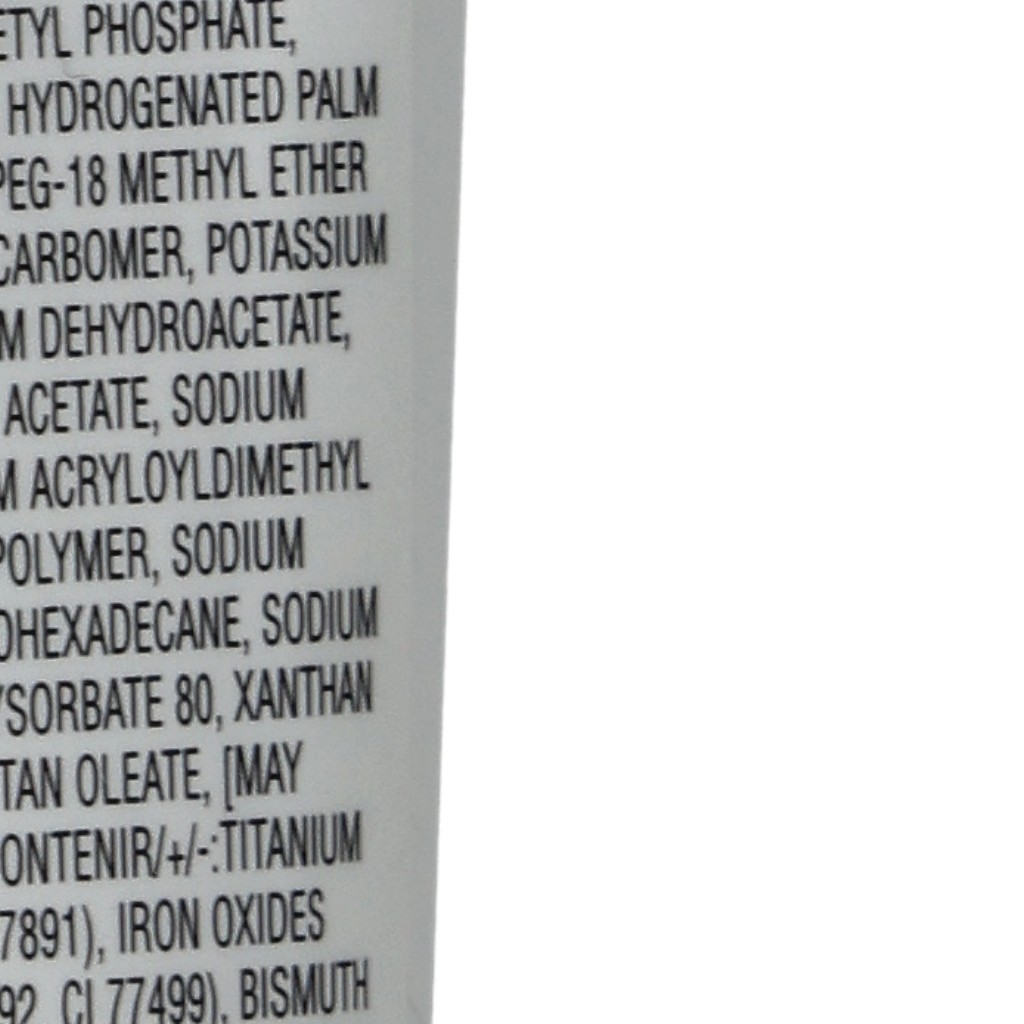 ETYL PHOSPHATE,
HYDROGENATED PALM
PEG-18 METHYL ETHER
CARBOMER, POTASSIUM
M DEHYDROACETATE,
ACETATE, SODIUM
M ACRYLOYLDIMETHYL
POLYMER, SODIUM
OHEXADECANE, SODIUM
YSORBATE 80, XANTHAN
TAN OLEATE, [MAY
ONTENIR/+/-:TITANIUM
7891), IRON OXIDES
92, CI 77499), BISMUTH